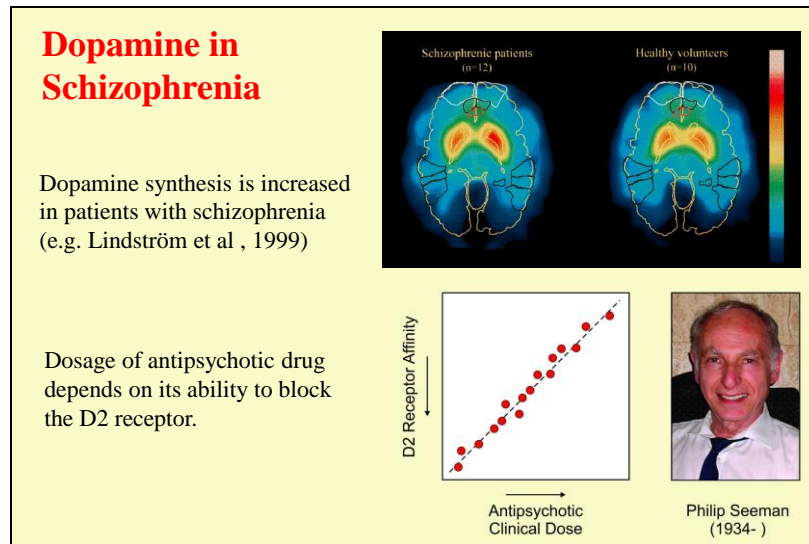 Dopamine in
Schizophrenia
Schizophrenic patients
(n=12)
Healthy volunteers
(n=10)
Dopamine synthesis is increased
in patients with schizophrenia
(e.g. Lindström et al , 1999)
Dosage of antipsychotic drug
depends on its ability to block
the D2 receptor.
D2 Receptor Affinity
Antipsychotic
Clinical Dose
Philip Seeman
(1934- )